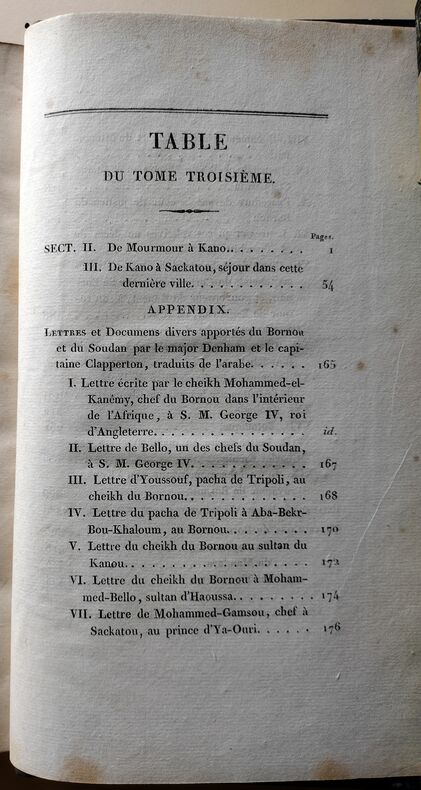 TABLE
DU TOME TROISIÈME.
Pages.
SECT. II. De Mourmour à Kano. . . . . . . . . 1
III. De Kano à Sackatou, séjour dans cette
dernière ville. . . . . . . . . . . . 54
APPENDIX.
LETTRES et Documens divers apportés du Bornou
et du Soudan par le major Denham et le capi-
taine Clapperton, traduits de l'arabe. . . . . . 165
I. Lettre écrite par le cheikh Mohammed-el-
Kanémy, chef du Bornou dans l'intérieur
de l'Afrique, à S. M. George IV, roi
d'Angleterre. . . . . . . . . . . . . . . id.
II. Lettre de Bello, un des chefs du Soudan,
à S. M. George IV. . . . . . . . . . . . 167
III. Lettre d'Youssouf, pacha de Tripoli, au
cheikh du Bornou. . . . . . . . . . . . 168
IV. Lettre du pacha de Tripoli à Aba-Bekr-
Bou-Khaloum, au Bornou. . . . . . . . 170
V. Lettre du cheikh du Bornou au sultan du
Kanou. . . . . . . . . . . . . . . . . . 172
VI. Lettre du cheikh du Bornou à Moham-
med-Bello, sultan d'Haoussa. . . . . . . . 174
VII. Lettre de Mohammed-Gamsou, chef à
Sackatou, au prince d'Ya-Ouri. . . . . . 176